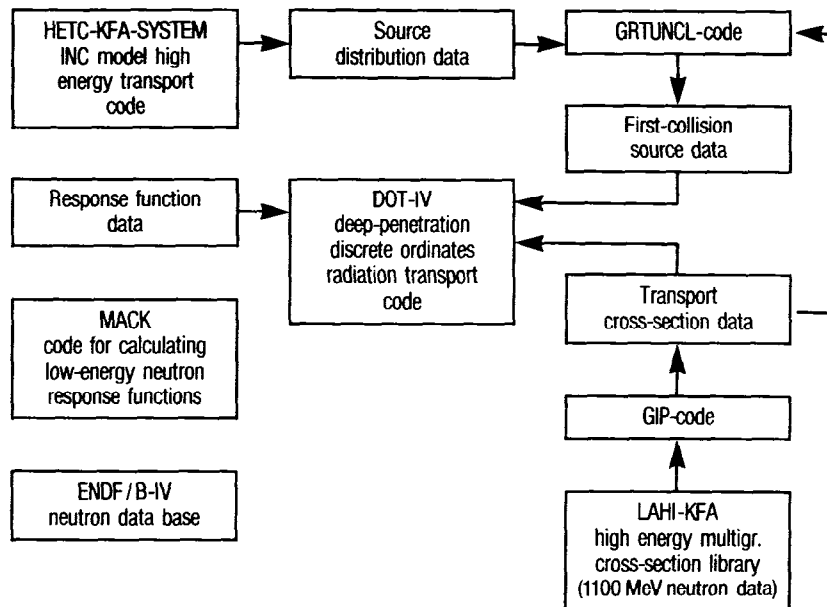 HETC-KFA-SYSTEM
INC model high
energy transport
code
Source
distribution data
GRTUNCL-code
First-collision
source data
Response function
data
DOT-IV
deep-penetration
discrete ordinates
radiation transport
code
Transport
cross-section data
MACK
code for calculating
low-energy neutron
response functions
GIP-code
ENDF/B-IV
neutron data base
LAHI-KFA
high energy multigr.
cross-section library
(1100 MeV neutron data)